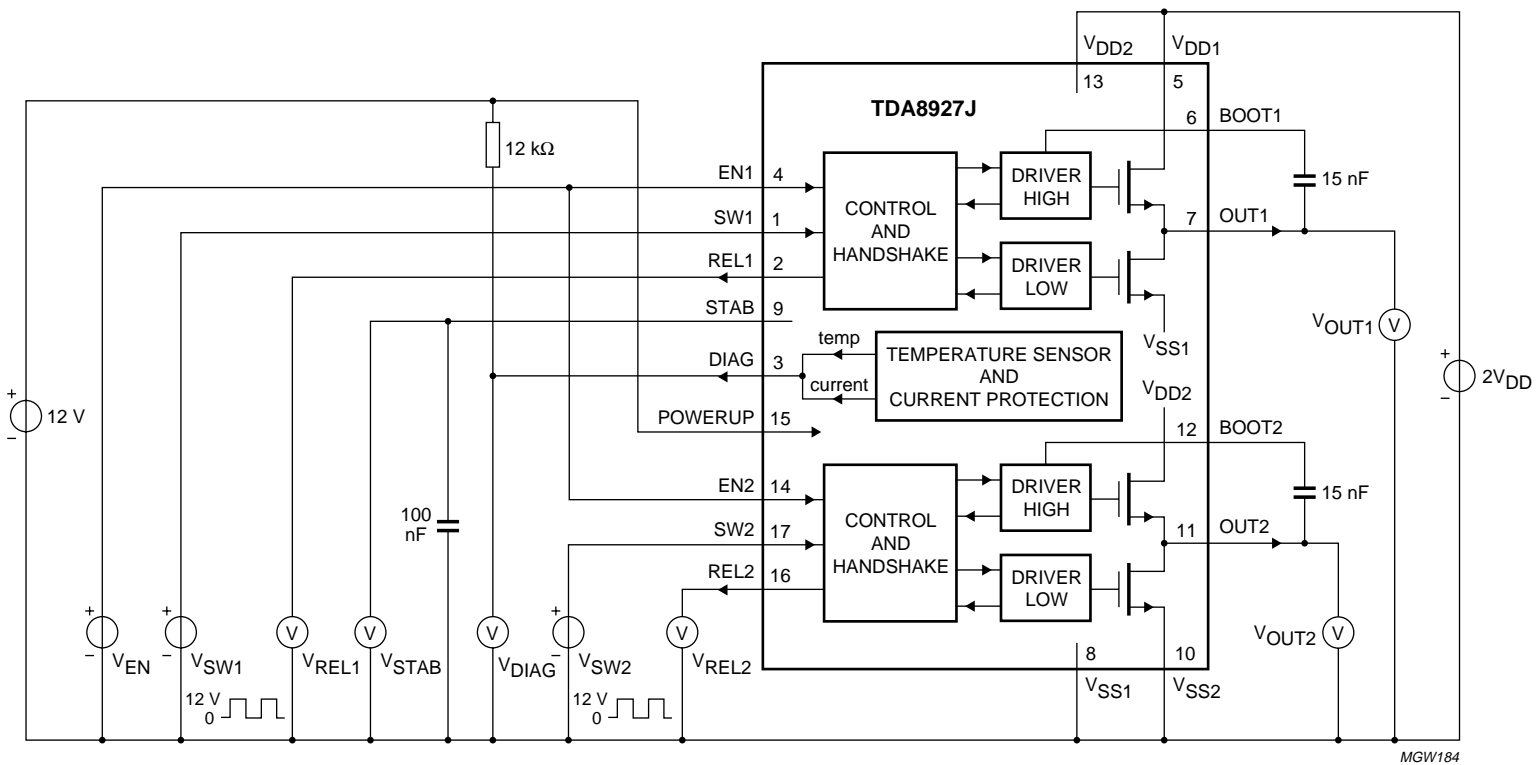 VDD2
VDD1
13
5
TDA8927J
6
BOOT1
12 kΩ
EN1
4
DRIVER
HIGH
15 nF
CONTROL
AND
HANDSHAKE
SW1
1
7
OUT1
REL1
2
DRIVER
LOW
STAB
9
VOUT1
V
VSS1
temp
DIAG
3
TEMPERATURE SENSOR
AND
CURRENT PROTECTION
current
+
2VDD
−
VDD2
+
12 V
−
POWERUP
15
12
BOOT2
EN2
14
DRIVER
HIGH
15 nF
100
nF
CONTROL
AND
HANDSHAKE
SW2
17
11
OUT2
REL2
16
DRIVER
LOW
+
−
VEN
+
−
VSW1
V
VREL1
V
VSTAB
V
VDIAG
+
−
VSW2
V
VREL2
VOUT2
V
8
10
VSS1
VSS2
12 V
0
12 V
0
MGW184